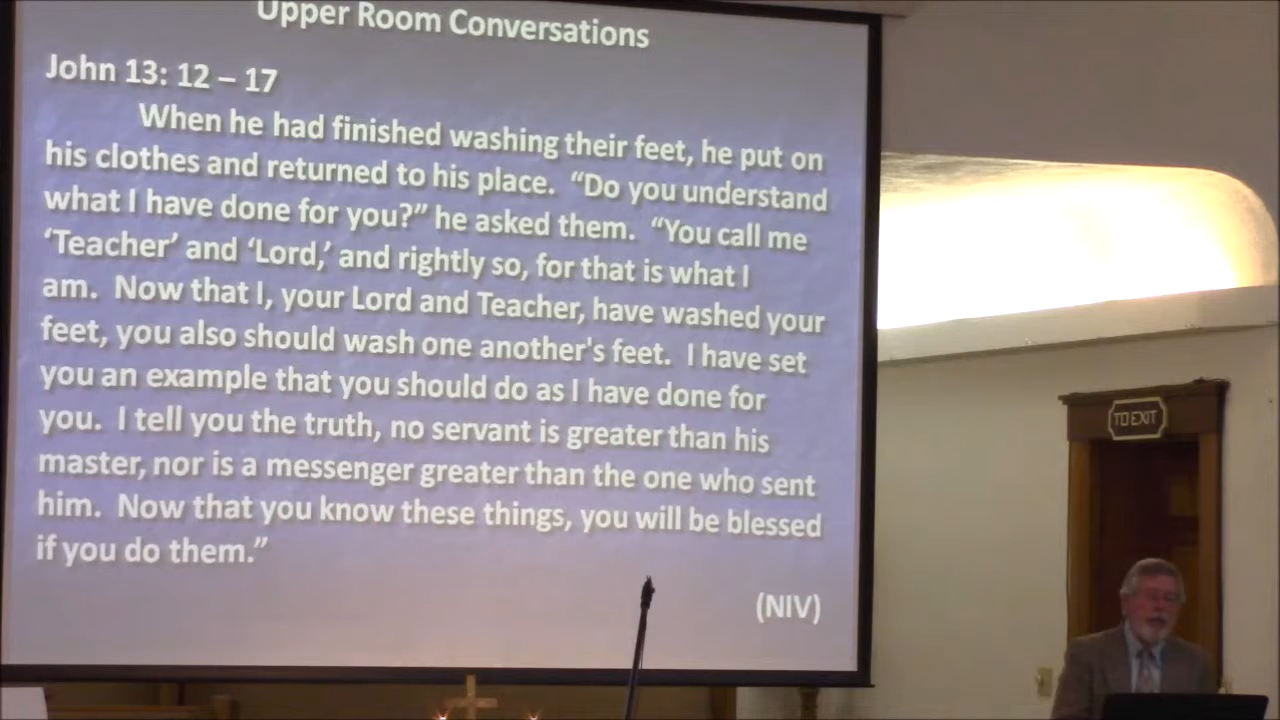 Upper Room Conversations
John 13: 12 – 17
When he had finished washing their feet, he put on
his clothes and returned to his place. “Do you understand
what I have done for you?” he asked them. “You call me
‘Teacher’ and ‘Lord,’ and rightly so, for that is what I
am. Now that I, your Lord and Teacher, have washed your
feet, you also should wash one another's feet. I have set
you an example that you should do as I have done for
you. I tell you the truth, no servant is greater than his
master, nor is a messenger greater than the one who sent
him. Now that you know these things, you will be blessed
if you do them.”
(NIV)
TO EXIT